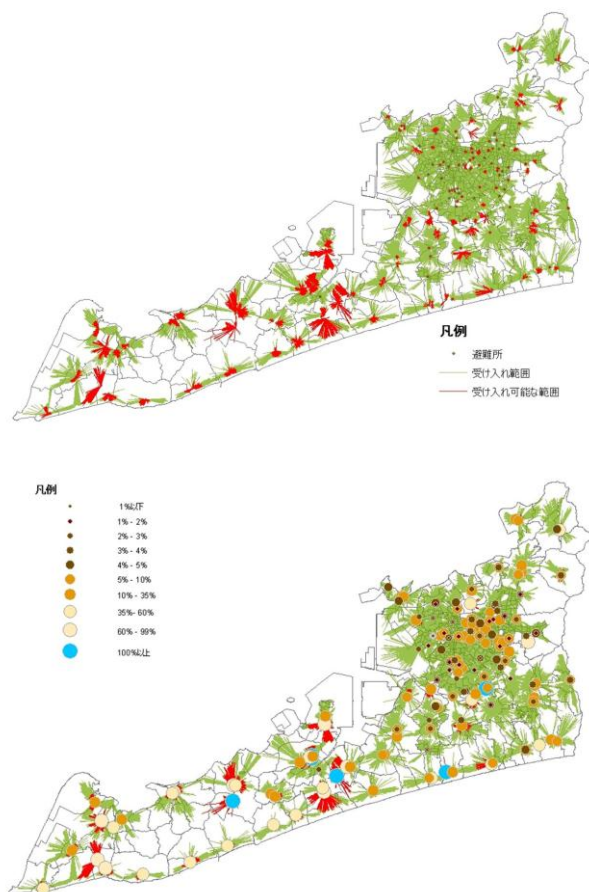 凡例
避難所
受け入れ範囲
受け入れ可能な範囲
凡例
1%以下
1% - 2%
2% - 3%
3% - 4%
4% - 5%
5% - 10%
10% - 35%
35% - 60%
60% - 99%
100%以上